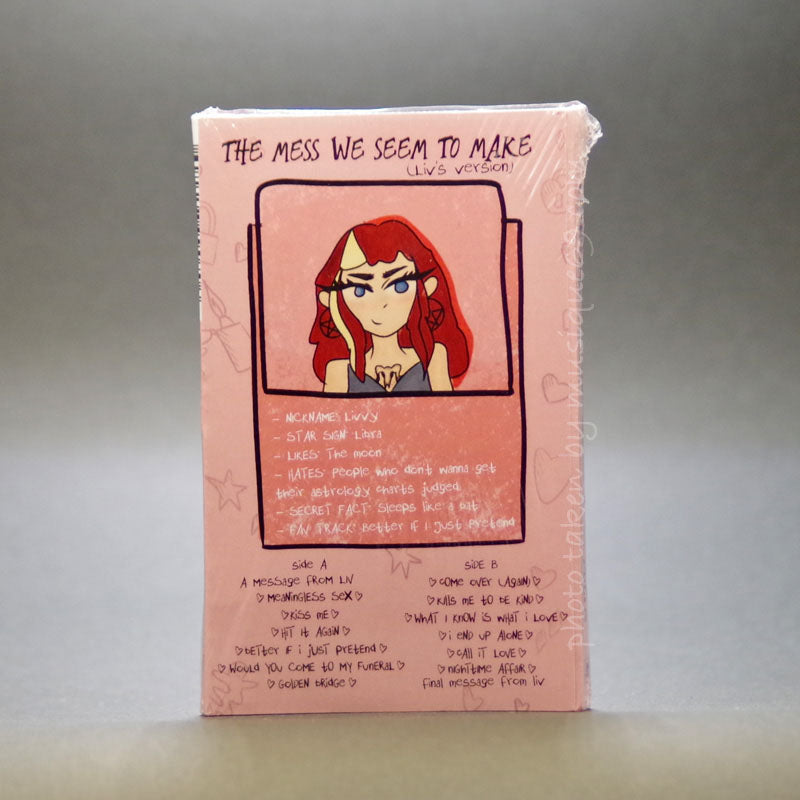 THE MESS WE SEEM TO MAKE
(Liv's version)
- NICKNAME: Livvy
- STAR SIGN: Libra
- LIKES: The moon
- HATES: People who don't wanna get
their astrology charts judged
- SECRET FACT: Sleeps like a bat
- FAV TRACK: Better if i just pretend
side A
A MESSAGE FROM LIV
♡ MEANINGLESS SEX ♡
♡ KISS ME ♡
♡ HIT IT AGAIN ♡
♡ BETTER IF i JUST PRETEND ♡
♡ WOULD YOU COME TO MY FUNERAL ♡
♡ GOLDEN BRIDGE ♡
SIDE B
♡ COME OVER (AGAIN) ♡
♡ KILLS ME TO BE KIND ♡
♡ WHAT I KNOW IS WHAT i LOVE ♡
♡ i END UP ALONE ♡
♡ CALL IT LOVE ♡
♡ NIGHTTIME AFFAIR ♡
final message from liv
photo taken by musiqueen